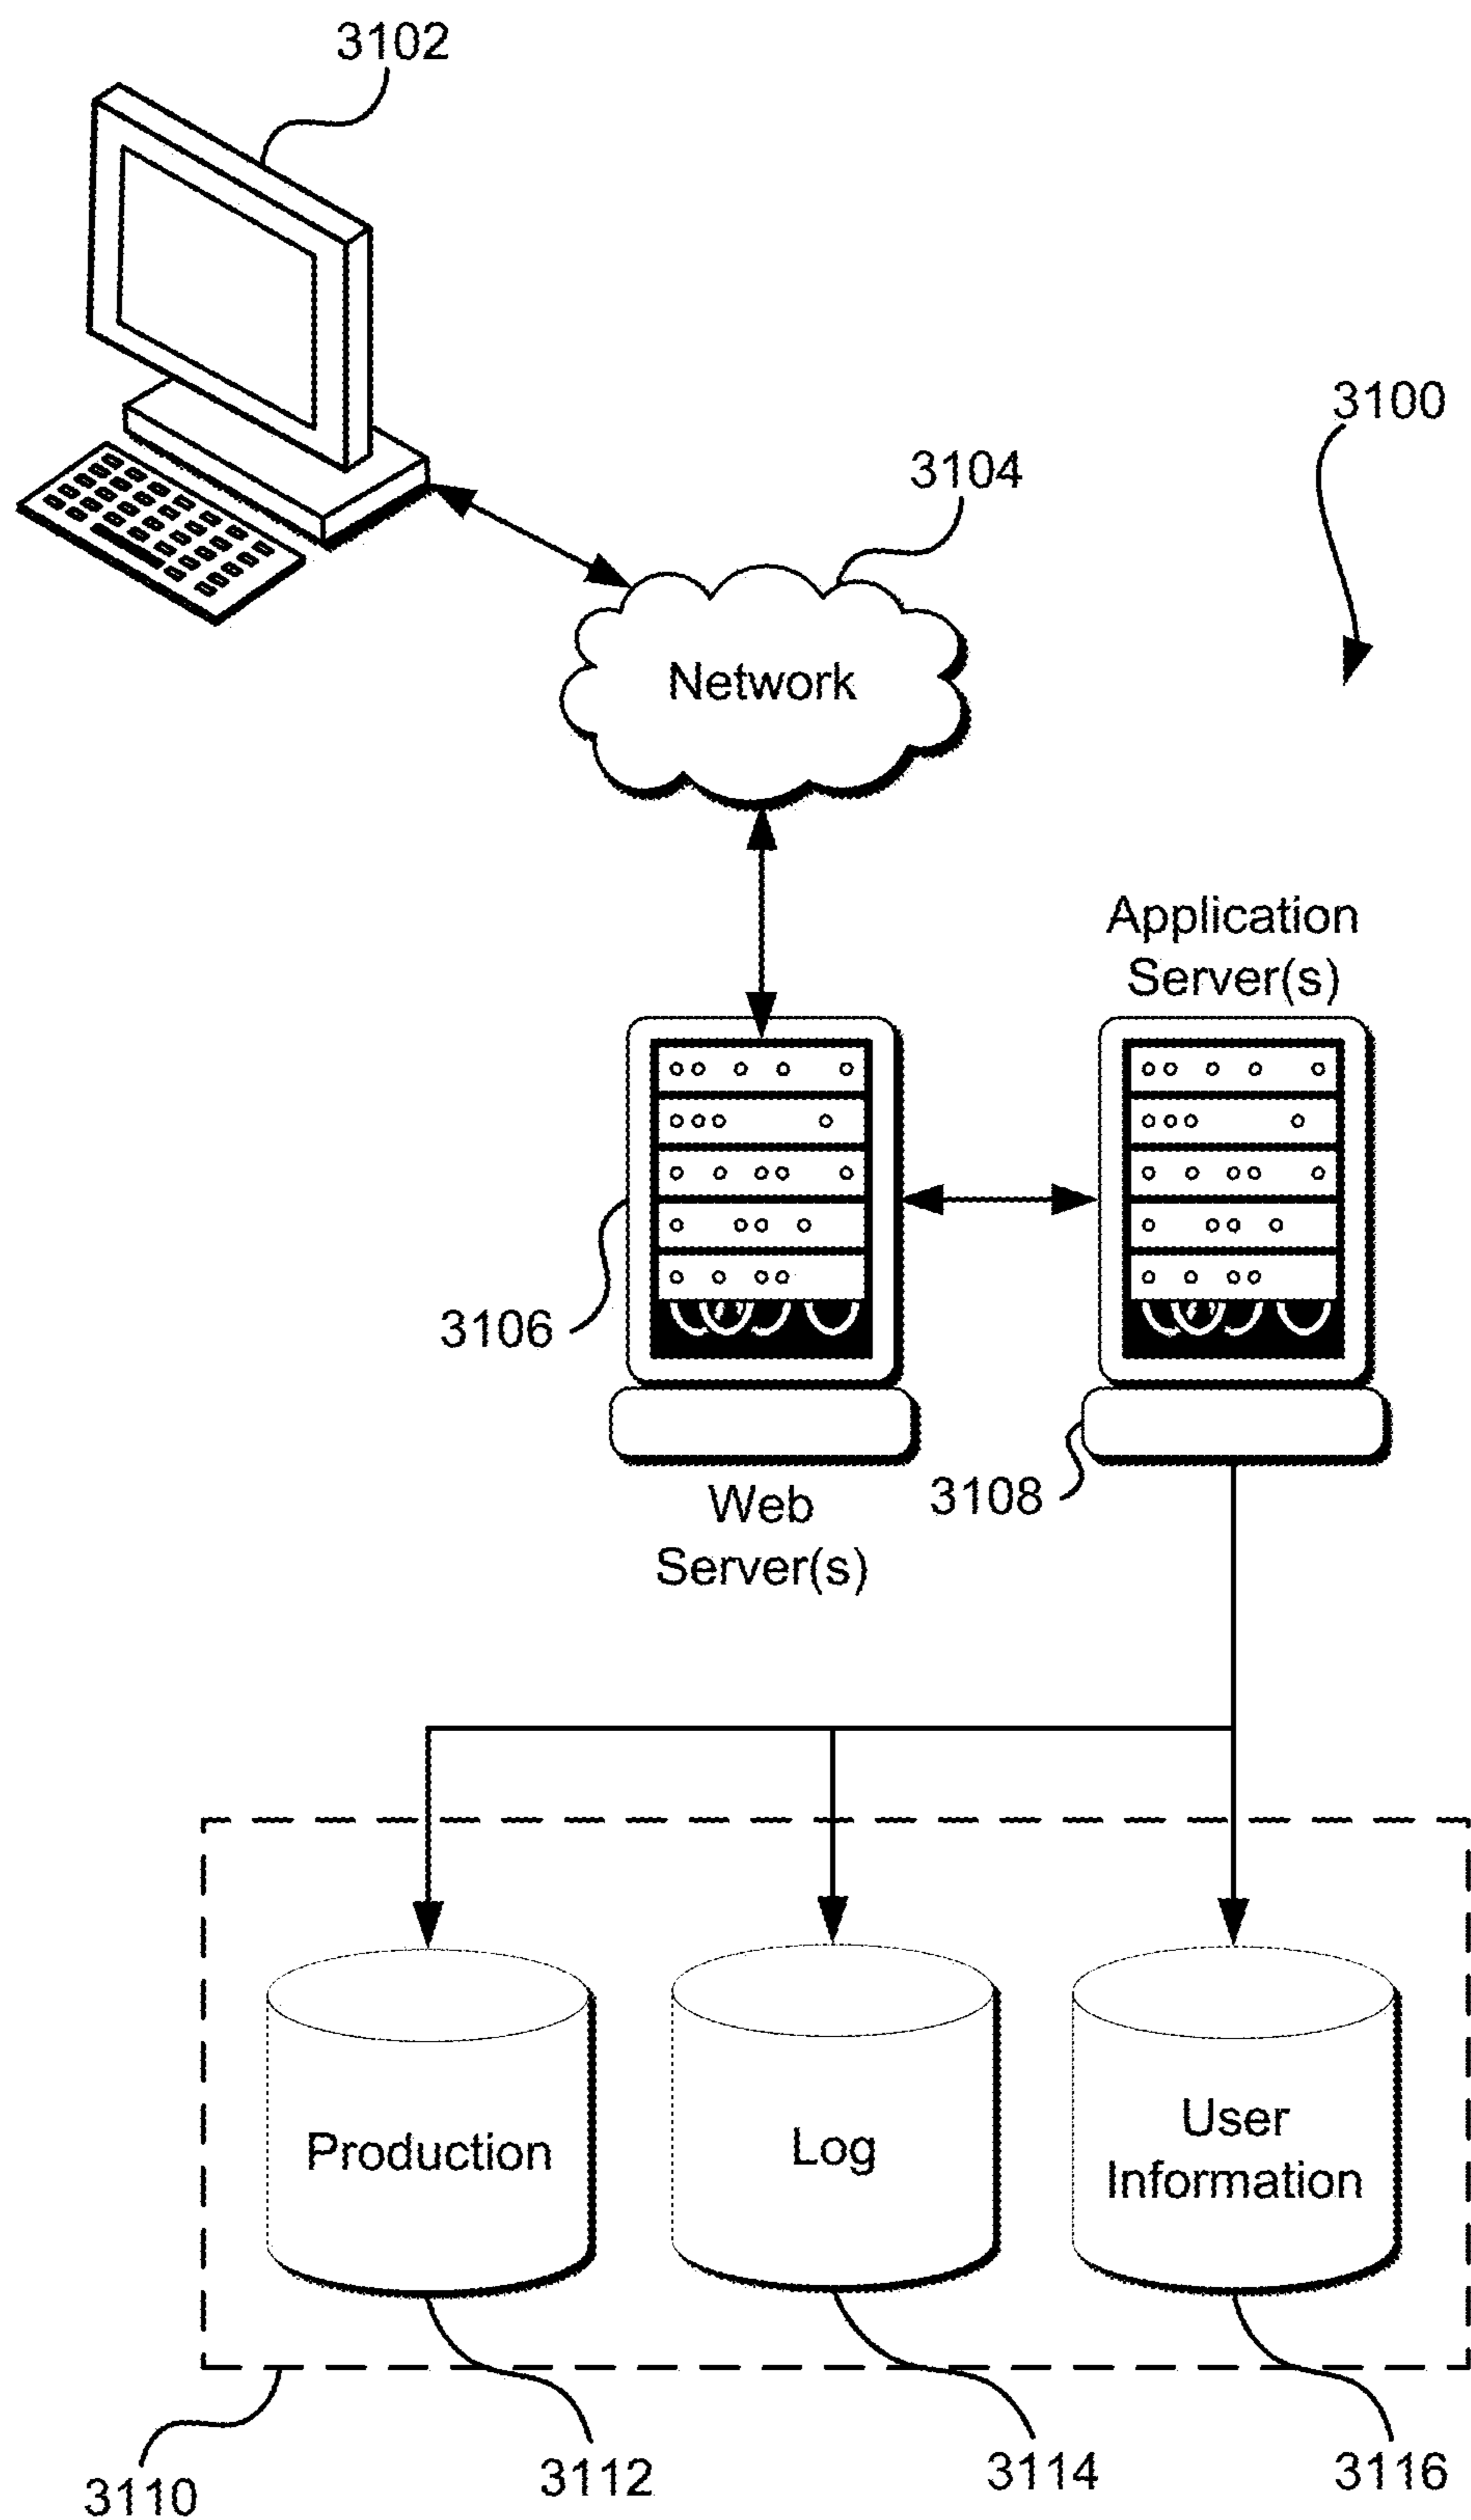 3102
3100
3104
Network
Application
Server(s)
3106
3108
Web
Server(s)
Production
Log
User
Information
3110
3112
3114
3116